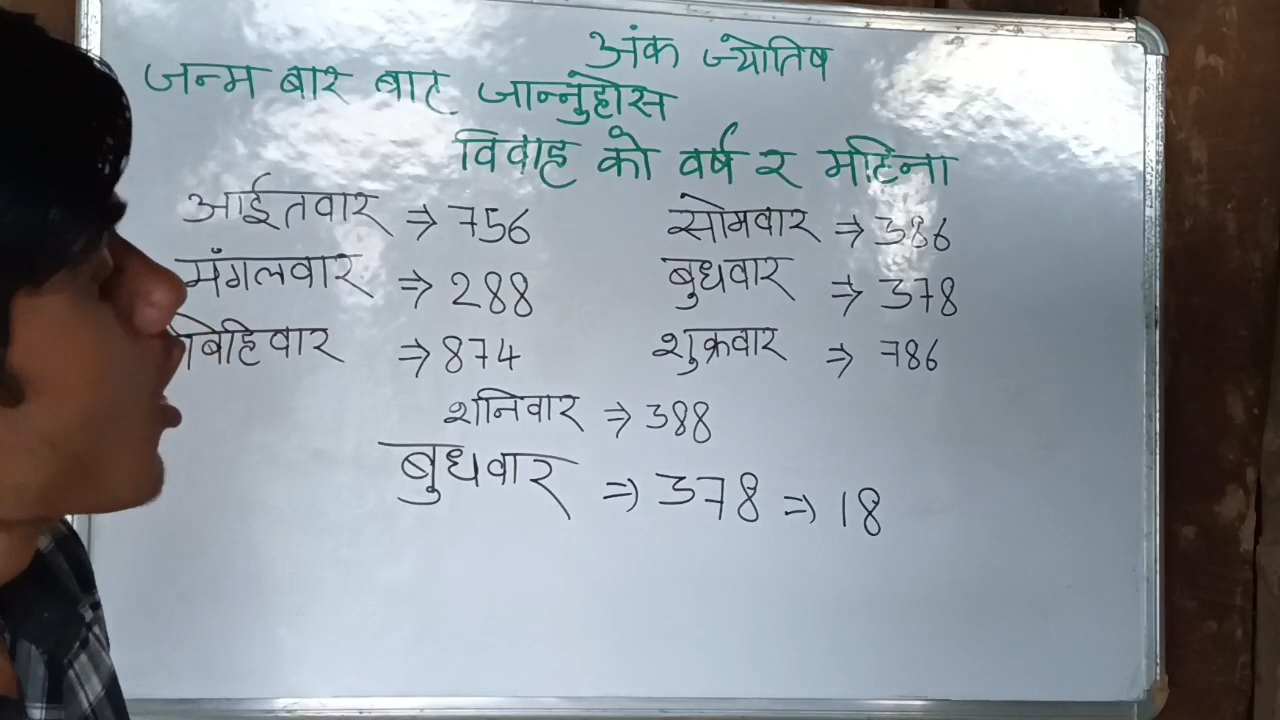 अंक ज्योतिष
जन्म बार बाट जान्नुहोस
विवाह को वर्ष र महिना
आईतवार ⇒ 756 सोमवार ⇒ 386
मंगलवार ⇒ 288 बुधवार ⇒ 378
बिहिवार ⇒ 874 शुक्रवार ⇒ 786
शनिवार ⇒ 388
बुधवार ⇒ 378 ⇒ 18